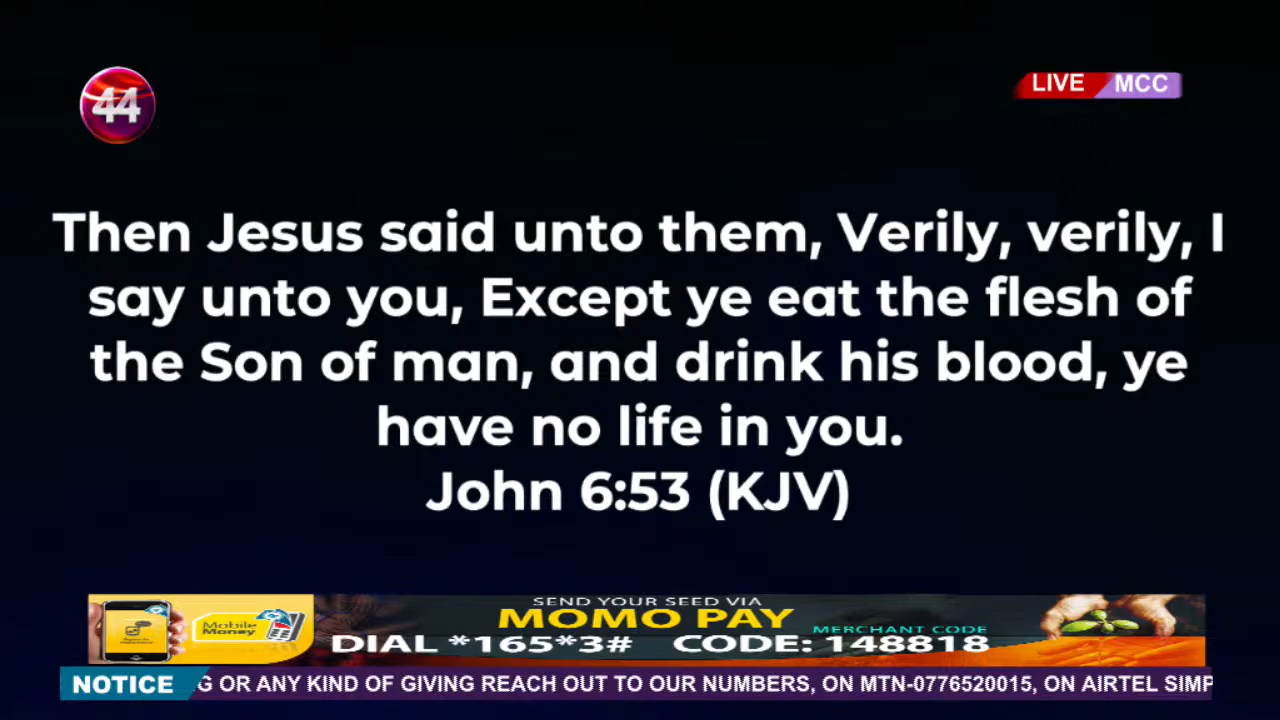 44
LIVE MCC
Then Jesus said unto them, Verily, verily, I
say unto you, Except ye eat the flesh of
the Son of man, and drink his blood, ye
have no life in you.
John 6:53 (KJV)
Mobile
Money
SEND YOUR SEED VIA
MOMO PAY
MERCHANT CODE
DIAL *165*3# CODE: 148818
NOTICE G OR ANY KIND OF GIVING REACH OUT TO OUR NUMBERS, ON MTN-0776520015, ON AIRTEL SIMP